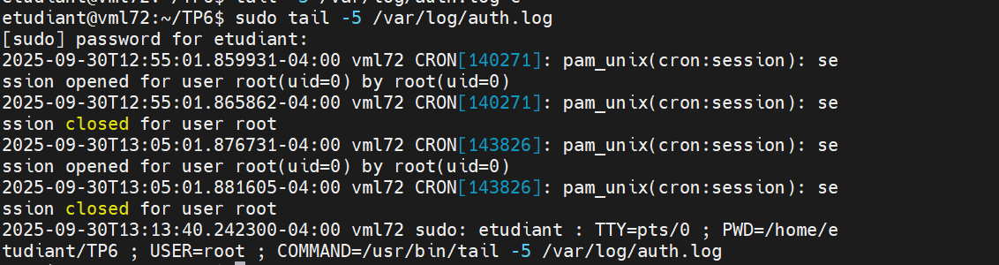 etudiant@vml72:~/TP6$ sudo tail -5 /var/log/auth.log
[sudo] password for etudiant:
2025-09-30T12:55:01.859931-04:00 vml72 CRON[140271]: pam_unix(cron:session): se
ssion opened for user root(uid=0) by root(uid=0)
2025-09-30T12:55:01.865862-04:00 vml72 CRON[140271]: pam_unix(cron:session): se
ssion closed for user root
2025-09-30T13:05:01.876731-04:00 vml72 CRON[143826]: pam_unix(cron:session): se
ssion opened for user root(uid=0) by root(uid=0)
2025-09-30T13:05:01.881605-04:00 vml72 CRON[143826]: pam_unix(cron:session): se
ssion closed for user root
2025-09-30T13:13:40.242300-04:00 vml72 sudo: etudiant : TTY=pts/0 ; PWD=/home/e
tudiant/TP6 ; USER=root ; COMMAND=/usr/bin/tail -5 /var/log/auth.log